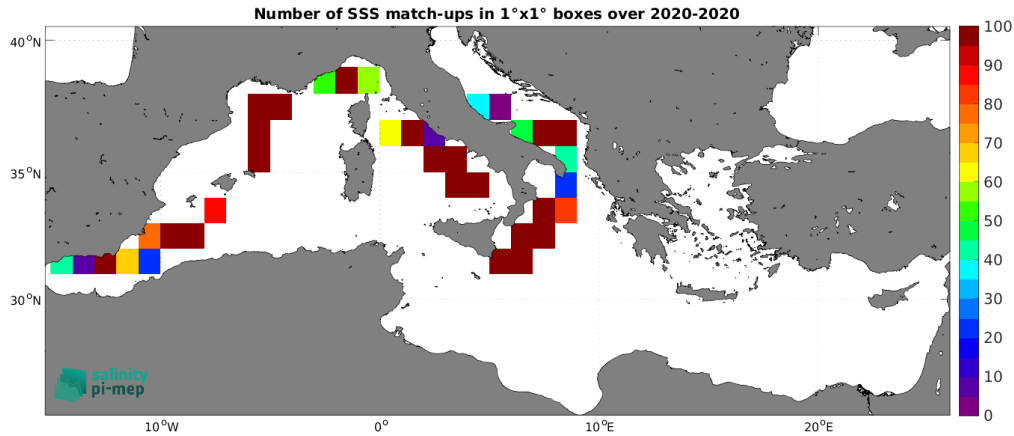 Number of SSS match-ups in 1°x1° boxes over 2020-2020
40°N
35°N
30°N
10°W
0°
10°E
20°E
100
90
80
70
60
50
40
30
20
10
0
salinity
pi-mep